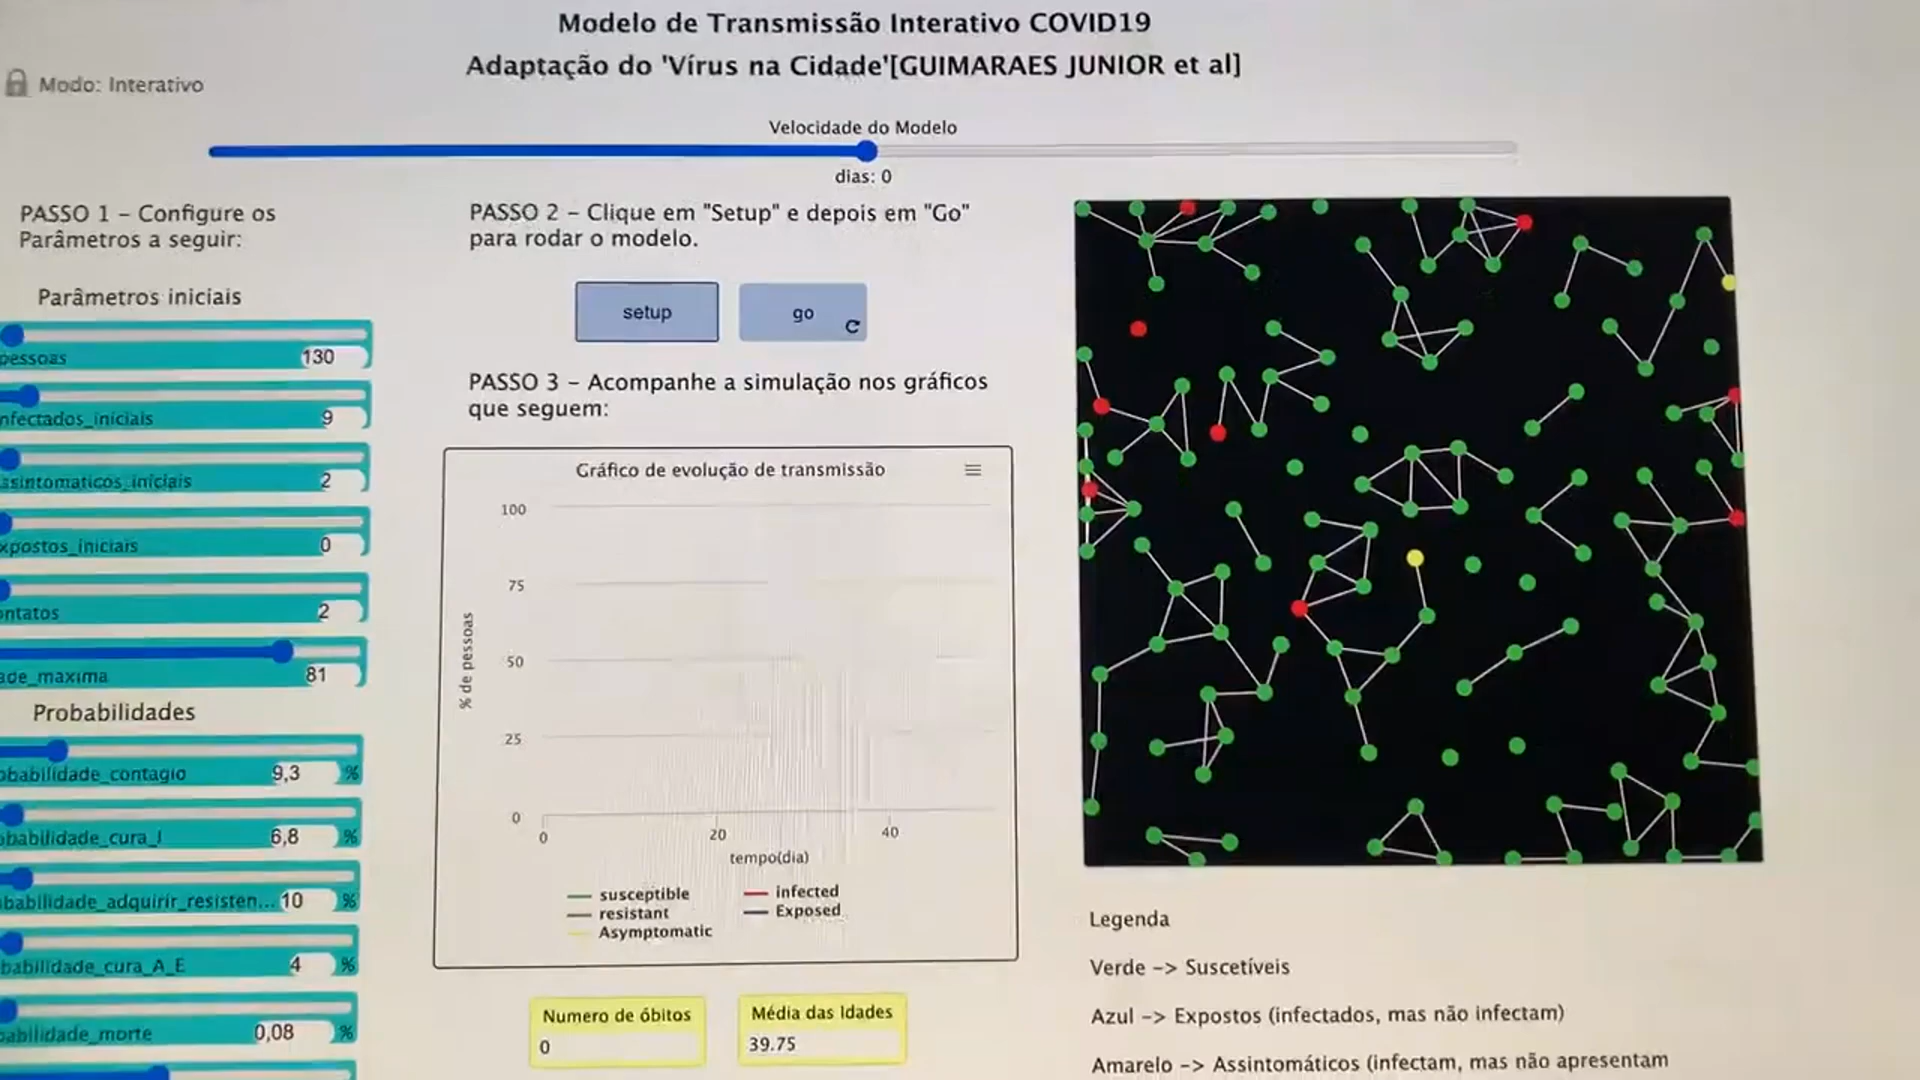 Modelo de Transmissão Interativo COVID19
Adaptação do 'Vírus na Cidade'[GUIMARAES JUNIOR et al]
Modo: Interativo
Velocidade do Modelo
dias: 0
PASSO 1 - Configure os
Parâmetros a seguir:
Parâmetros iniciais
pessoas 130
nfectados_iniciais 9
assintomaticos_iniciais 2
xpostos_iniciais 0
ontatos 2
ade_maxima 81
Probabilidades
obabilidade_contagio 9,3 %
obabilidade_cura_I 6,8 %
babilidade_adquirir_resisten... 10 %
babilidade_cura_A_E 4 %
babilidade_morte 0,08 %
PASSO 2 - Clique em "Setup" e depois em "Go"
para rodar o modelo.
setup
go
PASSO 3 - Acompanhe a simulação nos gráficos
que seguem:
Gráfico de evolução de transmissão
% de pessoas
100
75
50
25
0
0 20 40
tempo(dia)
susceptible
infected
resistant
Exposed
Asymptomatic
Numero de óbitos
0
Média das Idades
39.75
Legenda
Verde -> Suscetíveis
Azul -> Expostos (infectados, mas não infectam)
Amarelo -> Assintomáticos (infectam, mas não apresentam